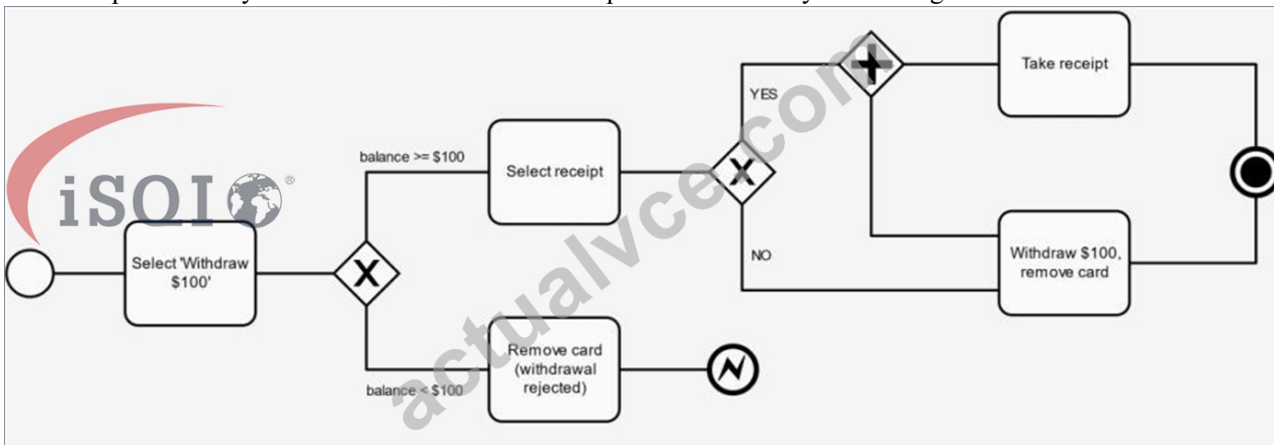 iSQI
®
Select 'Withdraw
$100'
balance >= $100
Select receipt
YES
NO
Take receipt
Withdraw $100,
remove card
balance < $100
Remove card
(withdrawal
rejected)
actualvce.com